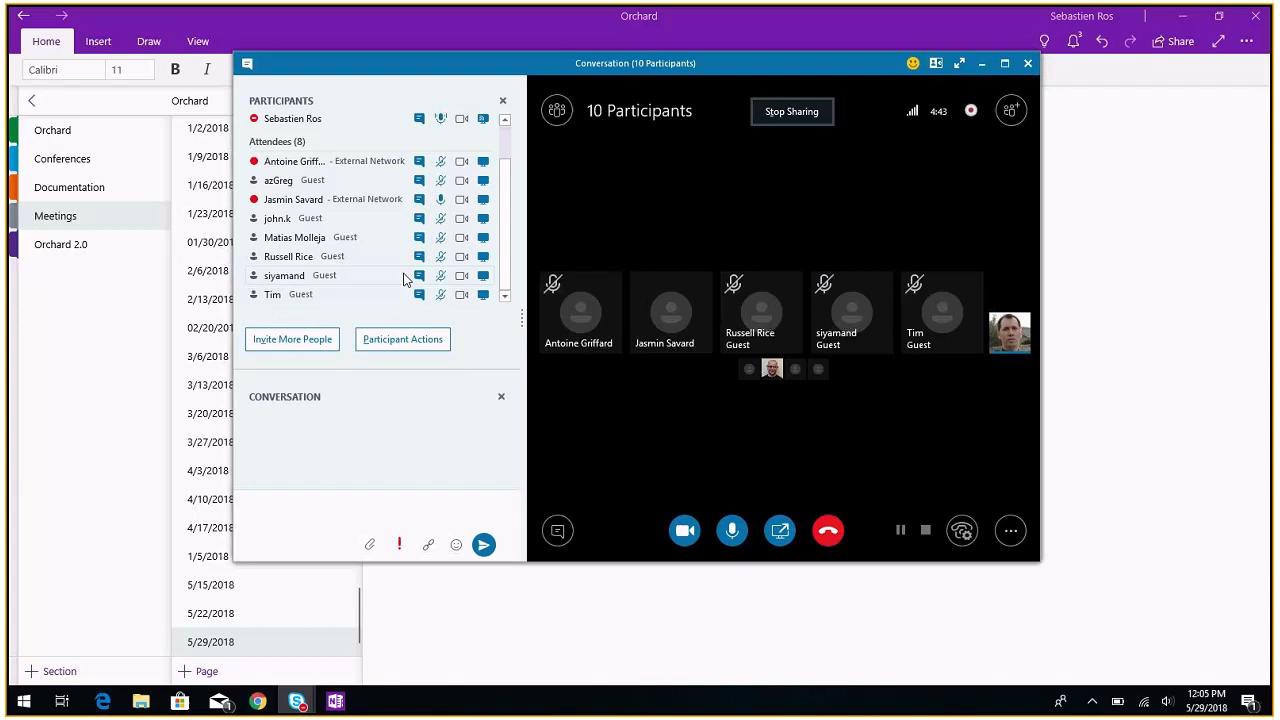 Orchard
Sebastien Ros
Home
Insert
Draw
View
3
Share
Calibri
11
B
I
Orchard
Orchard
Conferences
Documentation
Meetings
Orchard 2.0
1/2/2018
1/9/2018
1/16/2018
1/23/2018
01/30/201
2/6/2018
2/13/2018
02/20/201
3/6/2018
3/13/2018
3/20/2018
3/27/2018
4/3/2018
4/10/2018
4/17/2018
1/5/2018
5/15/2018
5/22/2018
5/29/2018
Section
Page
Conversation (10 Participants)
PARTICIPANTS
Sebastien Ros
Attendees (8)
Antoine Griff... - External Network
azGreg Guest
Jasmin Savard - External Network
john.k Guest
Matias Molleja Guest
Russell Rice Guest
siyamand Guest
Tim Guest
Invite More People
Participant Actions
CONVERSATION
10 Participants
Stop Sharing
4:43
Antoine Griffard
Jasmin Savard
Russell Rice
Guest
siyamand
Guest
Tim
Guest
12:05 PM
5/29/2018
1
1